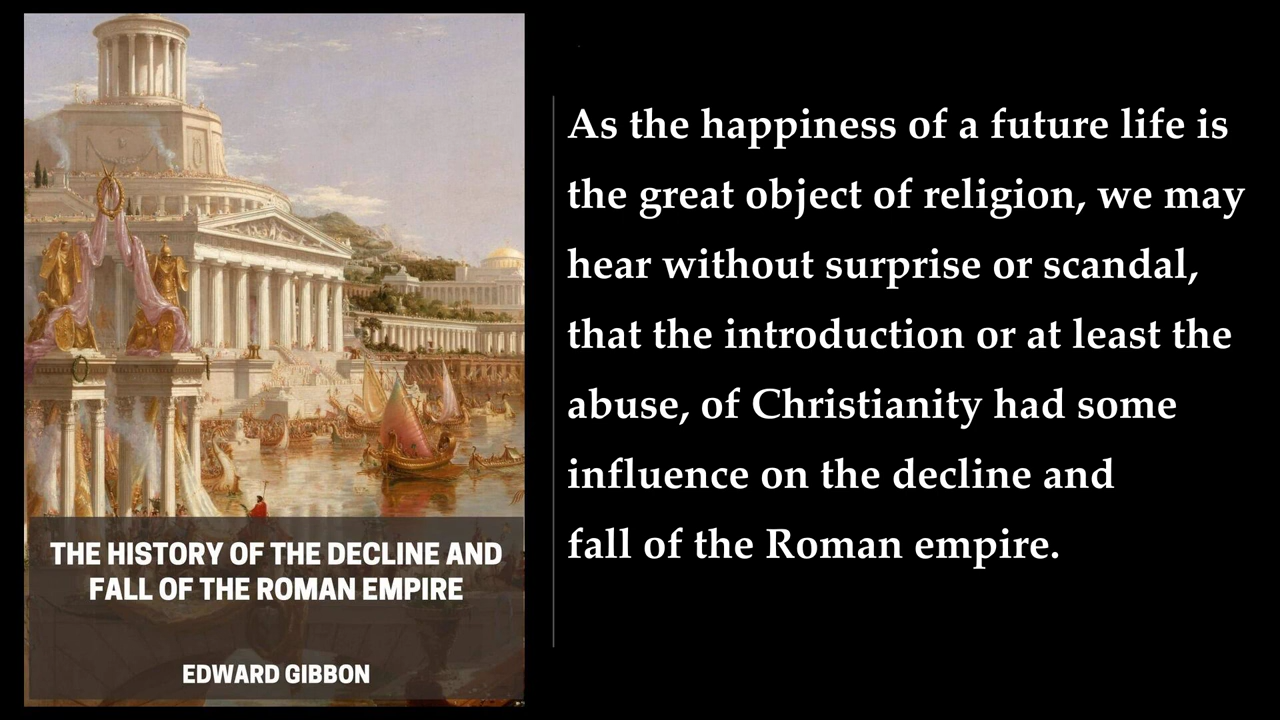 THE HISTORY OF THE DECLINE AND
FALL OF THE ROMAN EMPIRE
EDWARD GIBBON
As the happiness of a future life is
the great object of religion, we may
hear without surprise or scandal,
that the introduction or at least the
abuse, of Christianity had some
influence on the decline and
fall of the Roman empire.